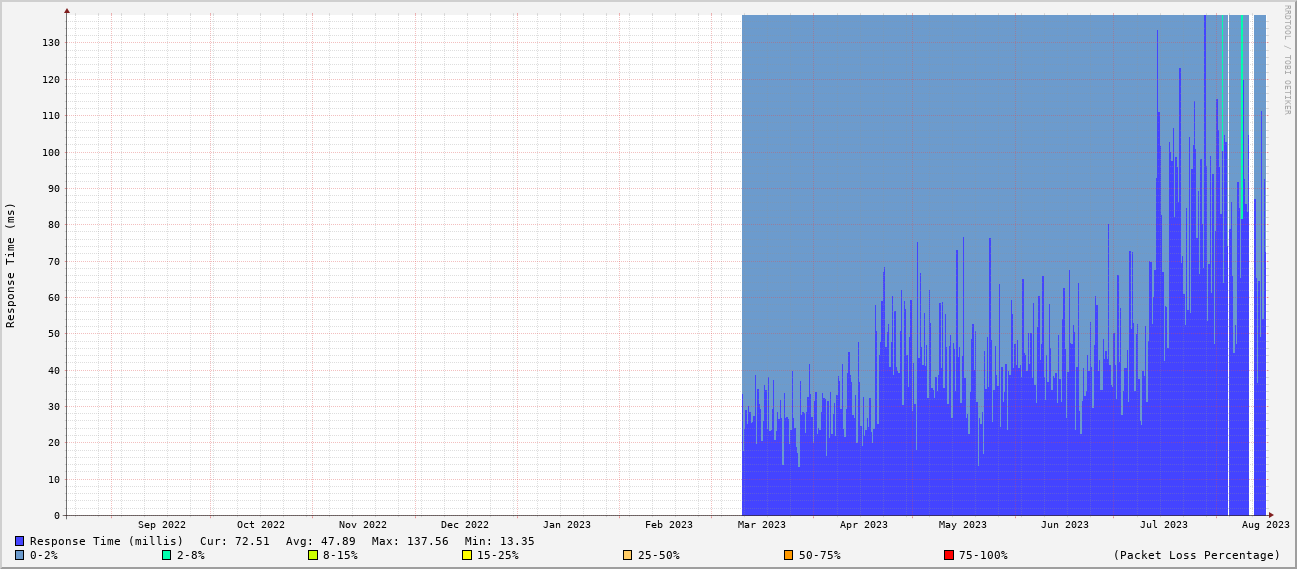 RRDTOOL / TOBI OETIKER
Response Time (ms)
130
120
110
100
90
80
70
60
50
40
30
20
10
0
Sep 2022 Oct 2022 Nov 2022 Dec 2022 Jan 2023 Feb 2023 Mar 2023 Apr 2023 May 2023 Jun 2023 Jul 2023 Aug 2023
Response Time (millis) Cur: 72.51 Avg: 47.89 Max: 137.56 Min: 13.35
0-2% 2-8% 8-15% 15-25% 25-50% 50-75% 75-100% (Packet Loss Percentage)